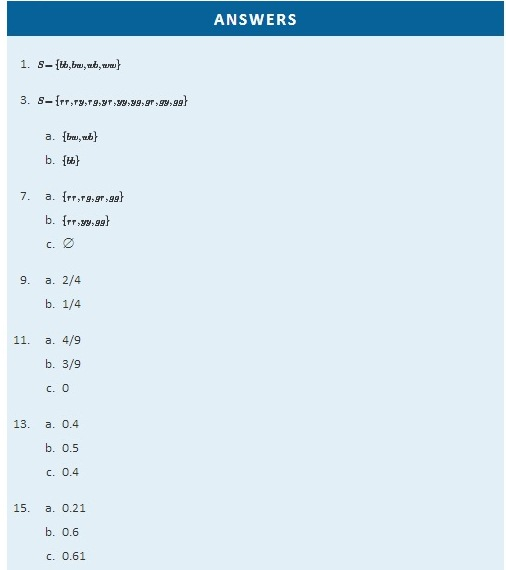 ANSWERS
1. S = {bb,bw,wb,ww}
3. S = {rr,ry,rg,yr,yy,yg,gr,gy,gg}
a. {bw,wb}
b. {bb}
7. a. {rr,rg,gr,gg}
b. {rr,yy,gg}
c. ∅
9. a. 2/4
b. 1/4
11. a. 4/9
b. 3/9
c. 0
13. a. 0.4
b. 0.5
c. 0.4
15. a. 0.21
b. 0.6
c. 0.61